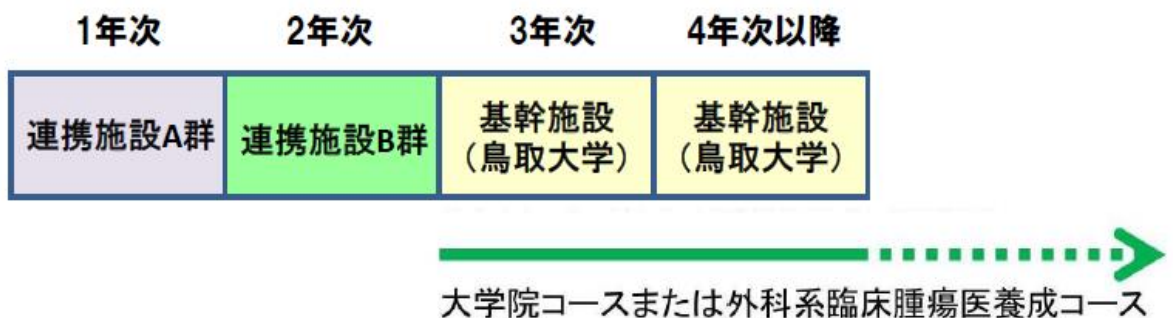 1年次 2年次 3年次 4年次以降
連携施設A群 連携施設B群 基幹施設 基幹施設
(鳥取大学) (鳥取大学)
大学院コースまたは外科系臨床腫瘍医養成コース